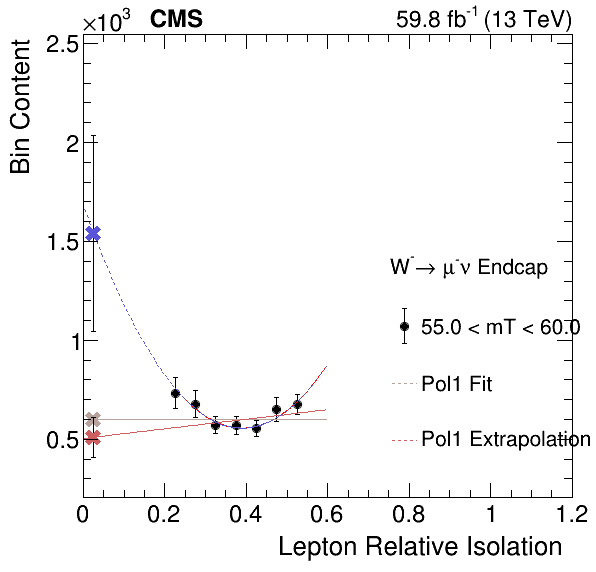 ×10³ CMS 59.8 fb⁻¹ (13 TeV)
Bin Content
2.5
2
1.5
1
0.5
W⁻→ μ⁻ν Endcap
55.0 < mT < 60.0
Pol1 Fit
Pol1 Extrapolation
0 0.2 0.4 0.6 0.8 1 1.2
Lepton Relative Isolation